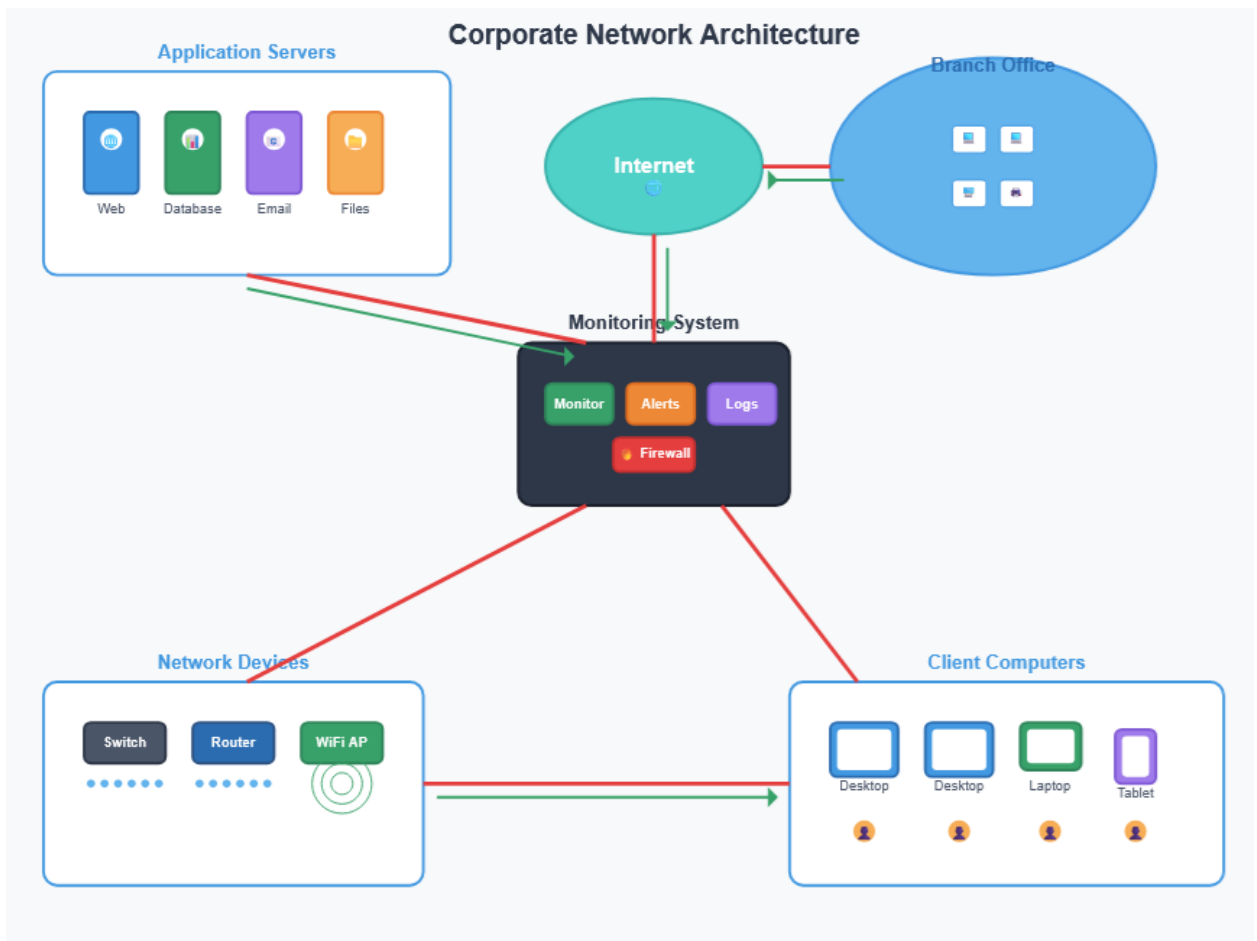 Corporate Network Architecture
Application Servers
Branch Office
Internet
Web
Database
Email
Files
Monitoring System
Monitor
Alerts
Logs
Firewall
Network Devices
Switch
Router
WiFi AP
Client Computers
Desktop
Desktop
Laptop
Tablet